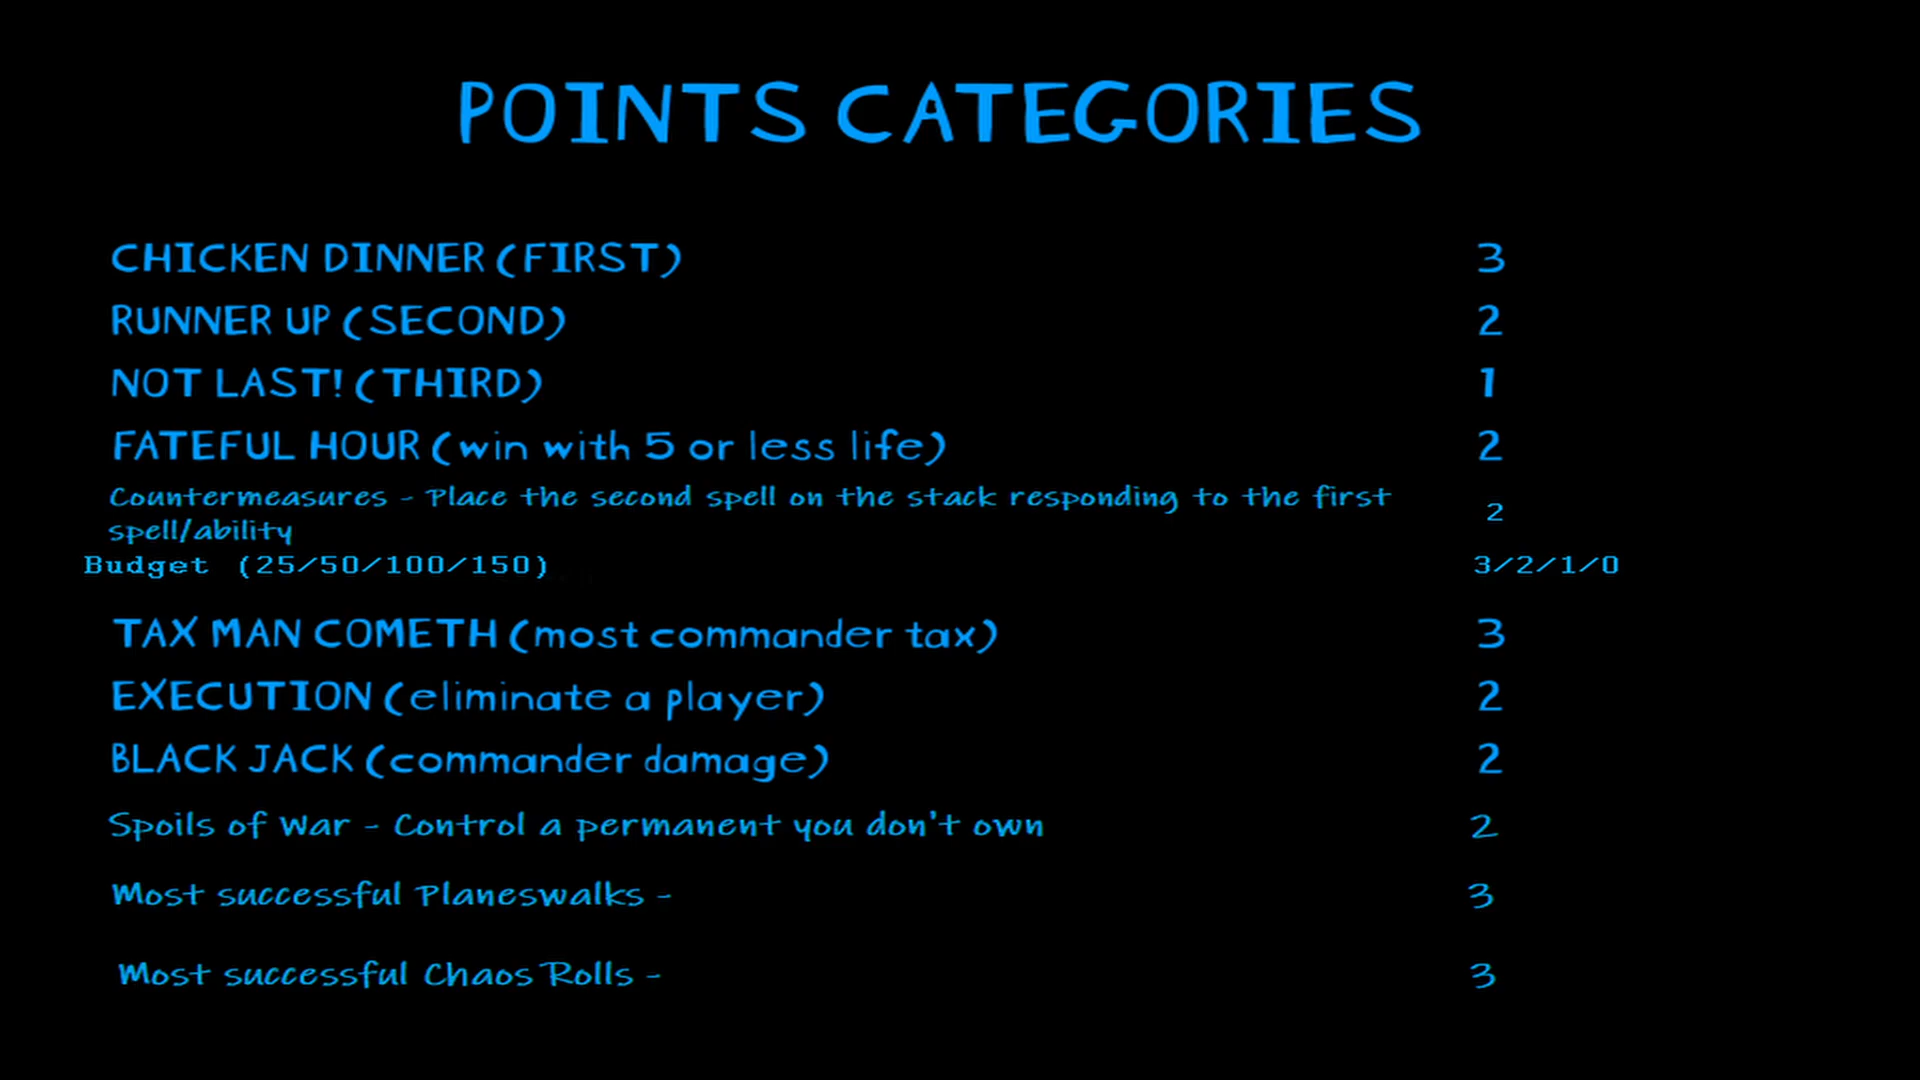 POINTS CATEGORIES
CHICKEN DINNER (FIRST) 3
RUNNER UP (SECOND) 2
NOT LAST! (THIRD) 1
FATEFUL HOUR (win with 5 or less life) 2
Countermeasures - Place the second spell on the stack responding to the first
spell/ability 2
Budget (25/50/100/150) 3/2/1/0
TAX MAN COMETH (most commander tax) 3
EXECUTION (eliminate a player) 2
BLACK JACK (commander damage) 2
Spoils of War - Control a permanent you don't own 2
Most successful Planeswalks - 3
Most successful Chaos Rolls - 3